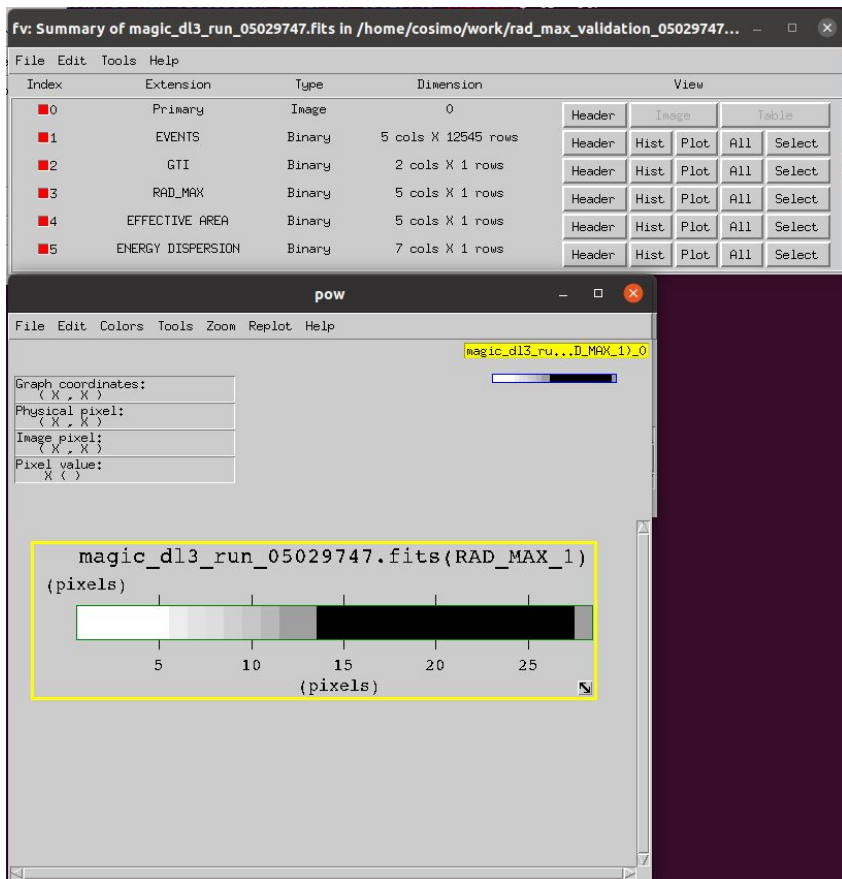 fv: Summary of magic_dl3_run_05029747.fits in /home/cosimo/work/rad_max_validation_05029747...
File Edit Tools Help
Index Extension Type Dimension View
0 Primary Image 0 Header Image Table
1 EVENTS Binary 5 cols X 12545 rows Header Hist Plot All Select
2 GTI Binary 2 cols X 1 rows Header Hist Plot All Select
3 RAD_MAX Binary 5 cols X 1 rows Header Hist Plot All Select
4 EFFECTIVE AREA Binary 5 cols X 1 rows Header Hist Plot All Select
5 ENERGY DISPERSION Binary 7 cols X 1 rows Header Hist Plot All Select
pow
File Edit Colors Tools Zoom Replot Help
magic_dl3_ru...D_MAX_1)_0
Graph coordinates:
( X , X )
Physical pixel:
( X , X )
Image pixel:
( X , X )
Pixel value:
X ( )
magic_dl3_run_05029747.fits(RAD_MAX_1)
(pixels)
5 10 15 20 25
(pixels)